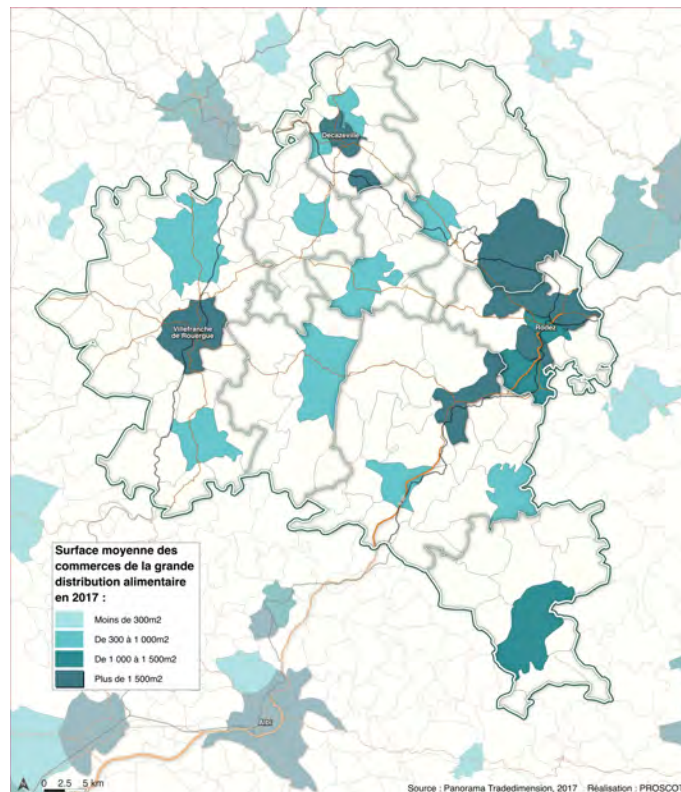 Decazeville
Villefranche
de Rouergue
Rodez
Surface moyenne des
commerces de la grande
distribution alimentaire
en 2017 :
Moins de 300m2
De 300 à 1 000m2
De 1 000 à 1 500m2
Plus de 1 500m2
Albi
0 2.5 5 km
Source : Panorama Tradedimension, 2017 Réalisation : PROSCOT